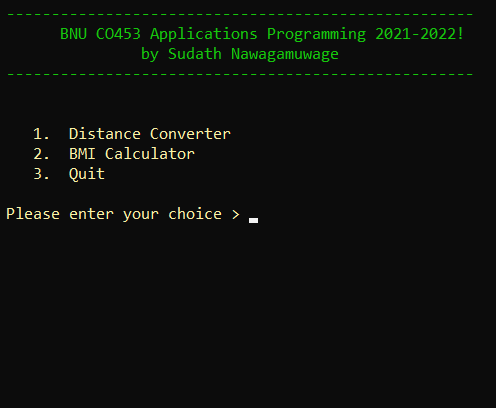 ----------------------------------------------------
BNU CO453 Applications Programming 2021-2022!
by Sudath Nawagamuwage
----------------------------------------------------
1. Distance Converter
2. BMI Calculator
3. Quit
Please enter your choice > _